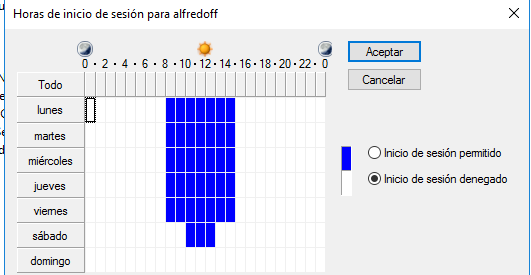 Horas de inicio de sesión para alfredoff
0 · 2 · 4 · 6 · 8 · 10 · 12 · 14 · 16 · 18 · 20 · 22 · 0
Aceptar
Cancelar
Todo
lunes
martes
miércoles
jueves
viernes
sábado
domingo
Inicio de sesión permitido
Inicio de sesión denegado